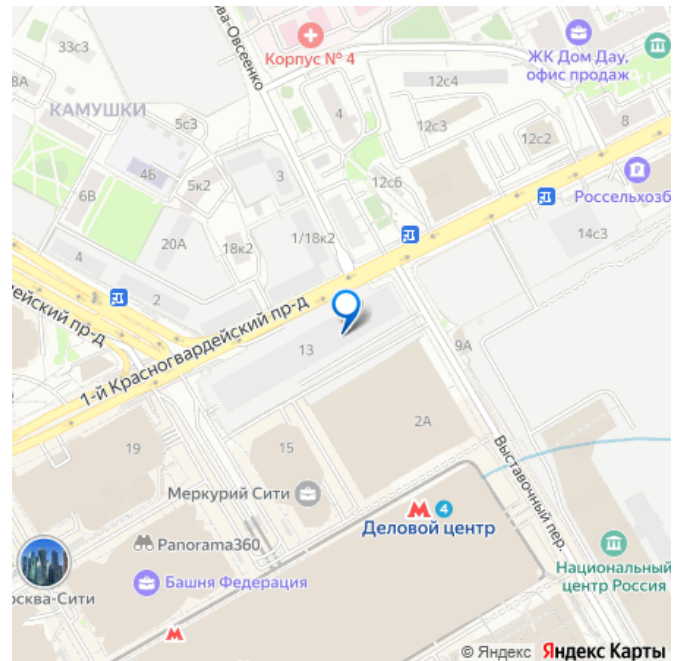 33с3
ва-Овсеенко
Корпус № 4
ЖК Дом Дау,
офис продаж
8А
КАМУШКИ
12с4
4
12с3
8
5с3
12с2
4Б
5к2
3
12с6
Россельхозб
6В
20А
18к2
1/18к2
14с3
4
2
ейский пр-д
1-й Красногвардейский пр-д
13
9А
2А
19
15
Выставочный пер.
Меркурий Сити
М 4
Деловой центр
Panorama360
Башня Федерация
осква-Сити
Национальный
центр Россия
М
© Яндекс Яндекс Карты